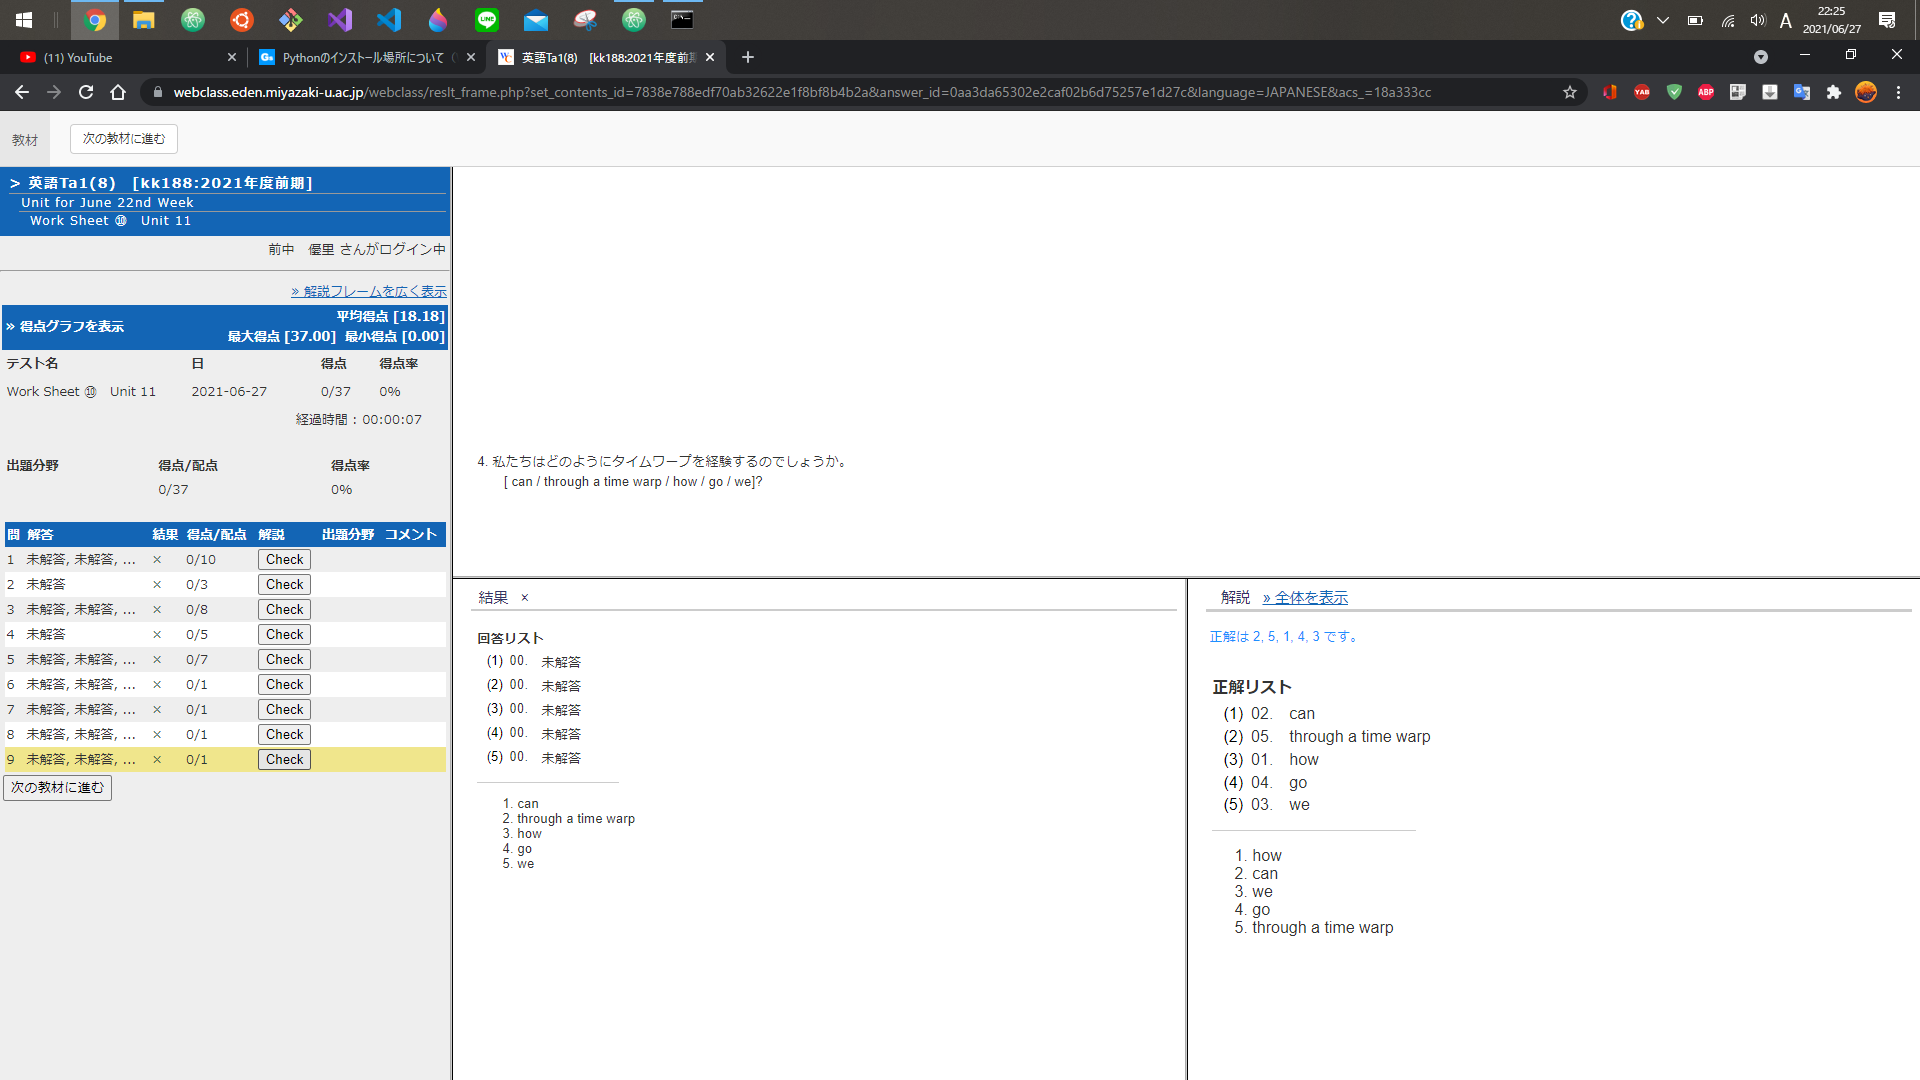 22:25
A
2021/06/27
(11) YouTube
Pythonのインストール場所について
英語Ta1(8) [kk188:2021年度前期
webclass.eden.miyazaki-u.ac.jp/webclass/reslt_frame.php?set_contents_id=7838e788edf70ab32622e1f8bf8b4b2a&answer_id=0aa3da65302e2caf02b6d75257e1d27c&language=JAPANESE&acs_=18a333cc
教材
次の教材に進む
> 英語Ta1(8) [kk188:2021年度前期]
Unit for June 22nd Week
Work Sheet ⑩ Unit 11
前中 優里 さんがログイン中
» 解説フレームを広く表示
» 得点グラフを表示
平均得点 [18.18]
最大得点 [37.00] 最小得点 [0.00]
テスト名 日 得点 得点率
Work Sheet ⑩ Unit 11 2021-06-27 0/37 0%
経過時間 : 00:00:07
出題分野 得点/配点 得点率
0/37 0%
問 解答 結果 得点/配点 解説 出題分野 コメント
1 未解答, 未解答, ... × 0/10 Check
2 未解答 × 0/3 Check
3 未解答, 未解答, ... × 0/8 Check
4 未解答 × 0/5 Check
5 未解答, 未解答, ... × 0/7 Check
6 未解答, 未解答, ... × 0/1 Check
7 未解答, 未解答, ... × 0/1 Check
8 未解答, 未解答, ... × 0/1 Check
9 未解答, 未解答, ... × 0/1 Check
次の教材に進む
4. 私たちはどのようにタイムワープを経験するのでしょうか。
[ can / through a time warp / how / go / we]?
結果 ×
回答リスト
(1) 00. 未解答
(2) 00. 未解答
(3) 00. 未解答
(4) 00. 未解答
(5) 00. 未解答
1. can
2. through a time warp
3. how
4. go
5. we
解説 » 全体を表示
正解は 2, 5, 1, 4, 3 です。
正解リスト
(1) 02. can
(2) 05. through a time warp
(3) 01. how
(4) 04. go
(5) 03. we
1. how
2. can
3. we
4. go
5. through a time warp